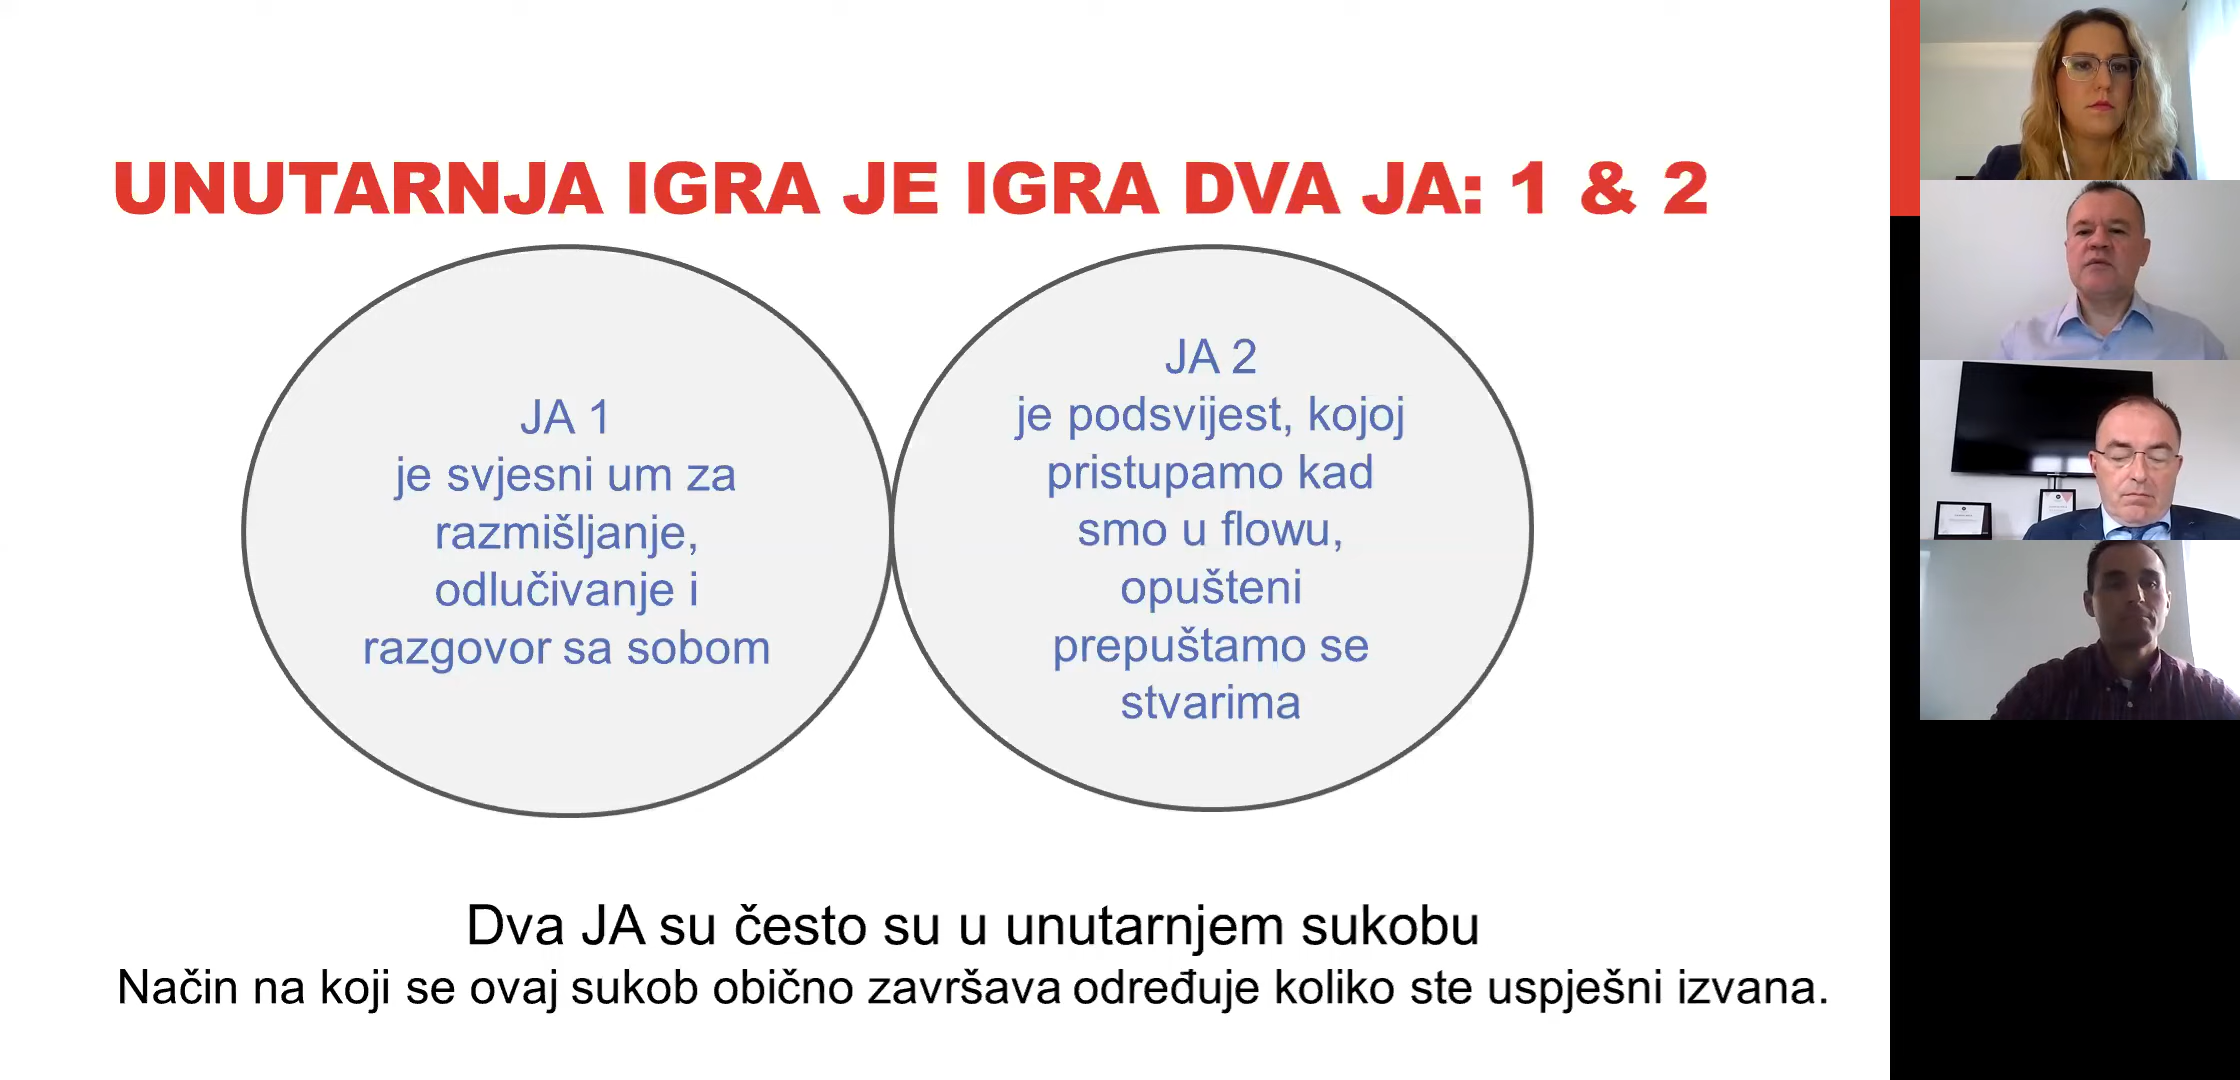 UNUTARNJA IGRA JE IGRA DVA JA: 1 & 2
JA 1
je svjesni um za
razmišljanje,
odlučivanje i
razgovor sa sobom
JA 2
je podsvijest, kojoj
pristupamo kad
smo u flowu,
opušteni
prepuštamo se
stvarima
Dva JA su često su u unutarnjem sukobu
Način na koji se ovaj sukob obično završava određuje koliko ste uspješni izvana.